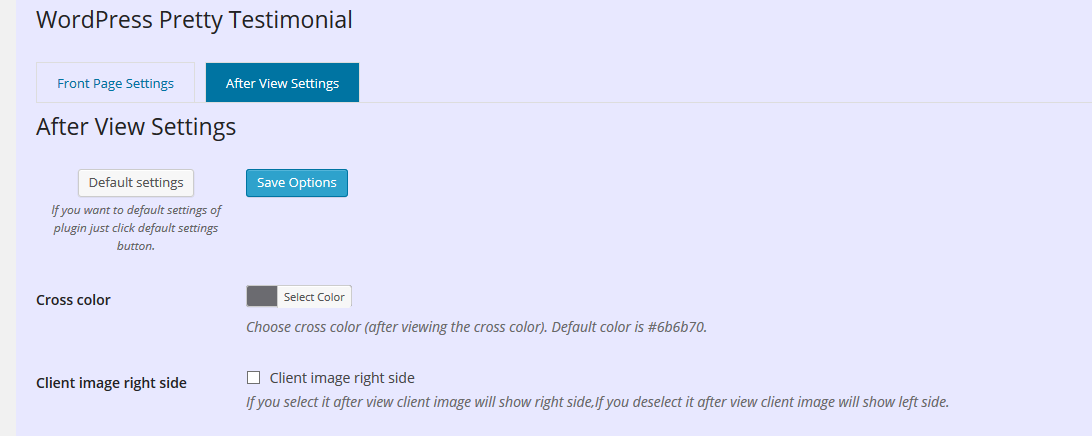 WordPress Pretty Testimonial
Front Page Settings
After View Settings
After View Settings
Default settings
Save Options
If you want to default settings of
plugin just click default settings
button.
Cross color
Select Color
Choose cross color (after viewing the cross color). Default color is #6b6b70.
Client image right side
Client image right side
If you select it after view client image will show right side,If you deselect it after view client image will show left side.